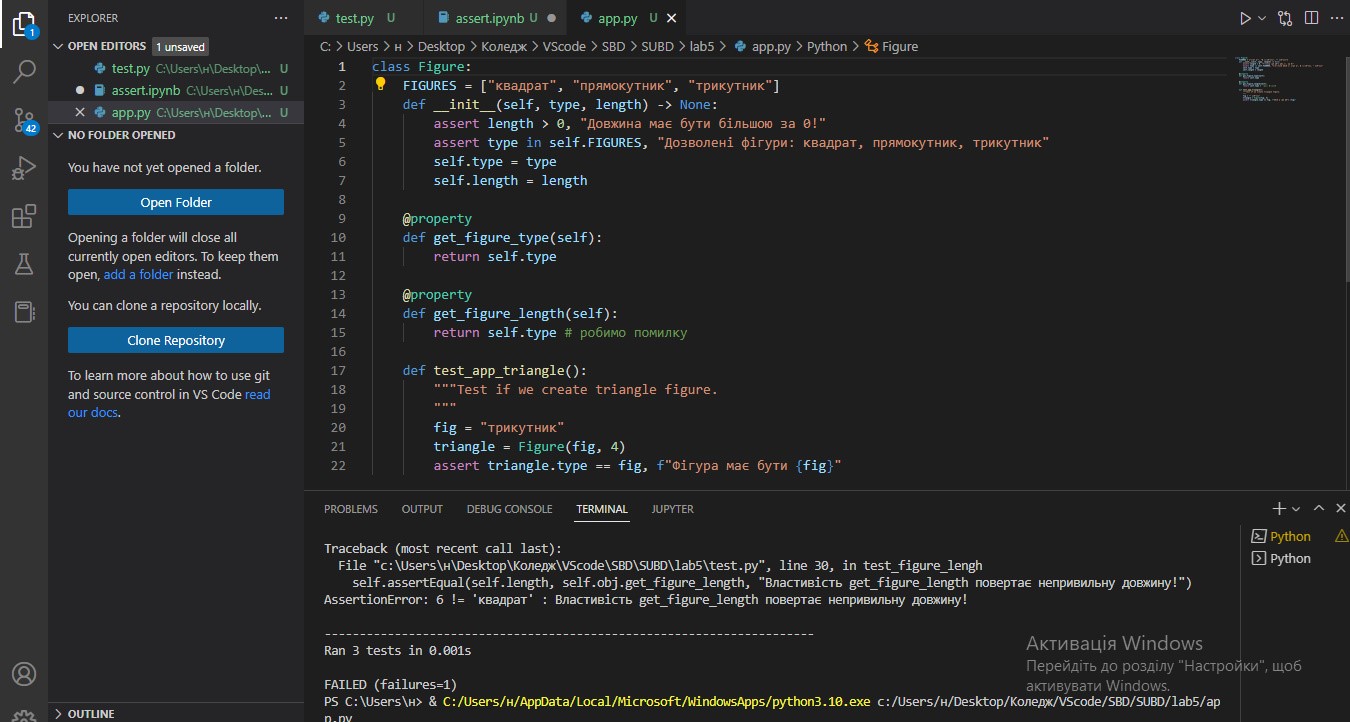 EXPLORER ···
test.py U assert.ipynb U ● app.py U ×
C: > Users > н > Desktop > Коледж > VScode > SBD > SUBD > lab5 > app.py > Python > Figure
OPEN EDITORS 1 unsaved
test.py C:\Users\н\Desktop\... U
● assert.ipynb C:\Users\н\Des... U
× app.py C:\Users\н\Desktop\... U
NO FOLDER OPENED
You have not yet opened a folder.
Open Folder
Opening a folder will close all
currently open editors. To keep them
open, add a folder instead.
You can clone a repository locally.
Clone Repository
To learn more about how to use git
and source control in VS Code read
our docs.
OUTLINE
1
42
1 class Figure:
2 FIGURES = ["квадрат", "прямокутник", "трикутник"]
3 def __init__(self, type, length) -> None:
4 assert length > 0, "Довжина має бути більшою за 0!"
5 assert type in self.FIGURES, "Дозволені фігури: квадрат, прямокутник, трикутник"
6 self.type = type
7 self.length = length
8
9 @property
10 def get_figure_type(self):
11 return self.type
12
13 @property
14 def get_figure_length(self):
15 return self.type # робимо помилку
16
17 def test_app_triangle():
18 """Test if we create triangle figure.
19 """
20 fig = "трикутник"
21 triangle = Figure(fig, 4)
22 assert triangle.type == fig, f"Фігура має бути {fig}"
PROBLEMS OUTPUT DEBUG CONSOLE TERMINAL JUPYTER
Traceback (most recent call last):
File "c:\Users\н\Desktop\Коледж\VScode\SBD\SUBD\lab5\test.py", line 30, in test_figure_lengh
self.assertEqual(self.length, self.obj.get_figure_length, "Властивість get_figure_length повертає непривильну довжину!")
AssertionError: 6 != 'квадрат' : Властивість get_figure_length повертає непривильну довжину!
----------------------------------------------------------------------
Ran 3 tests in 0.001s
FAILED (failures=1)
PS C:\Users\н> & C:/Users/н/AppData/Local/Microsoft/WindowsApps/python3.10.exe c:/Users/н/Desktop/Коледж/VScode/SBD/SUBD/lab5/ap
p.py
Python
Python
Активація Windows
Перейдіть до розділу "Настройки", щоб
активувати Windows.